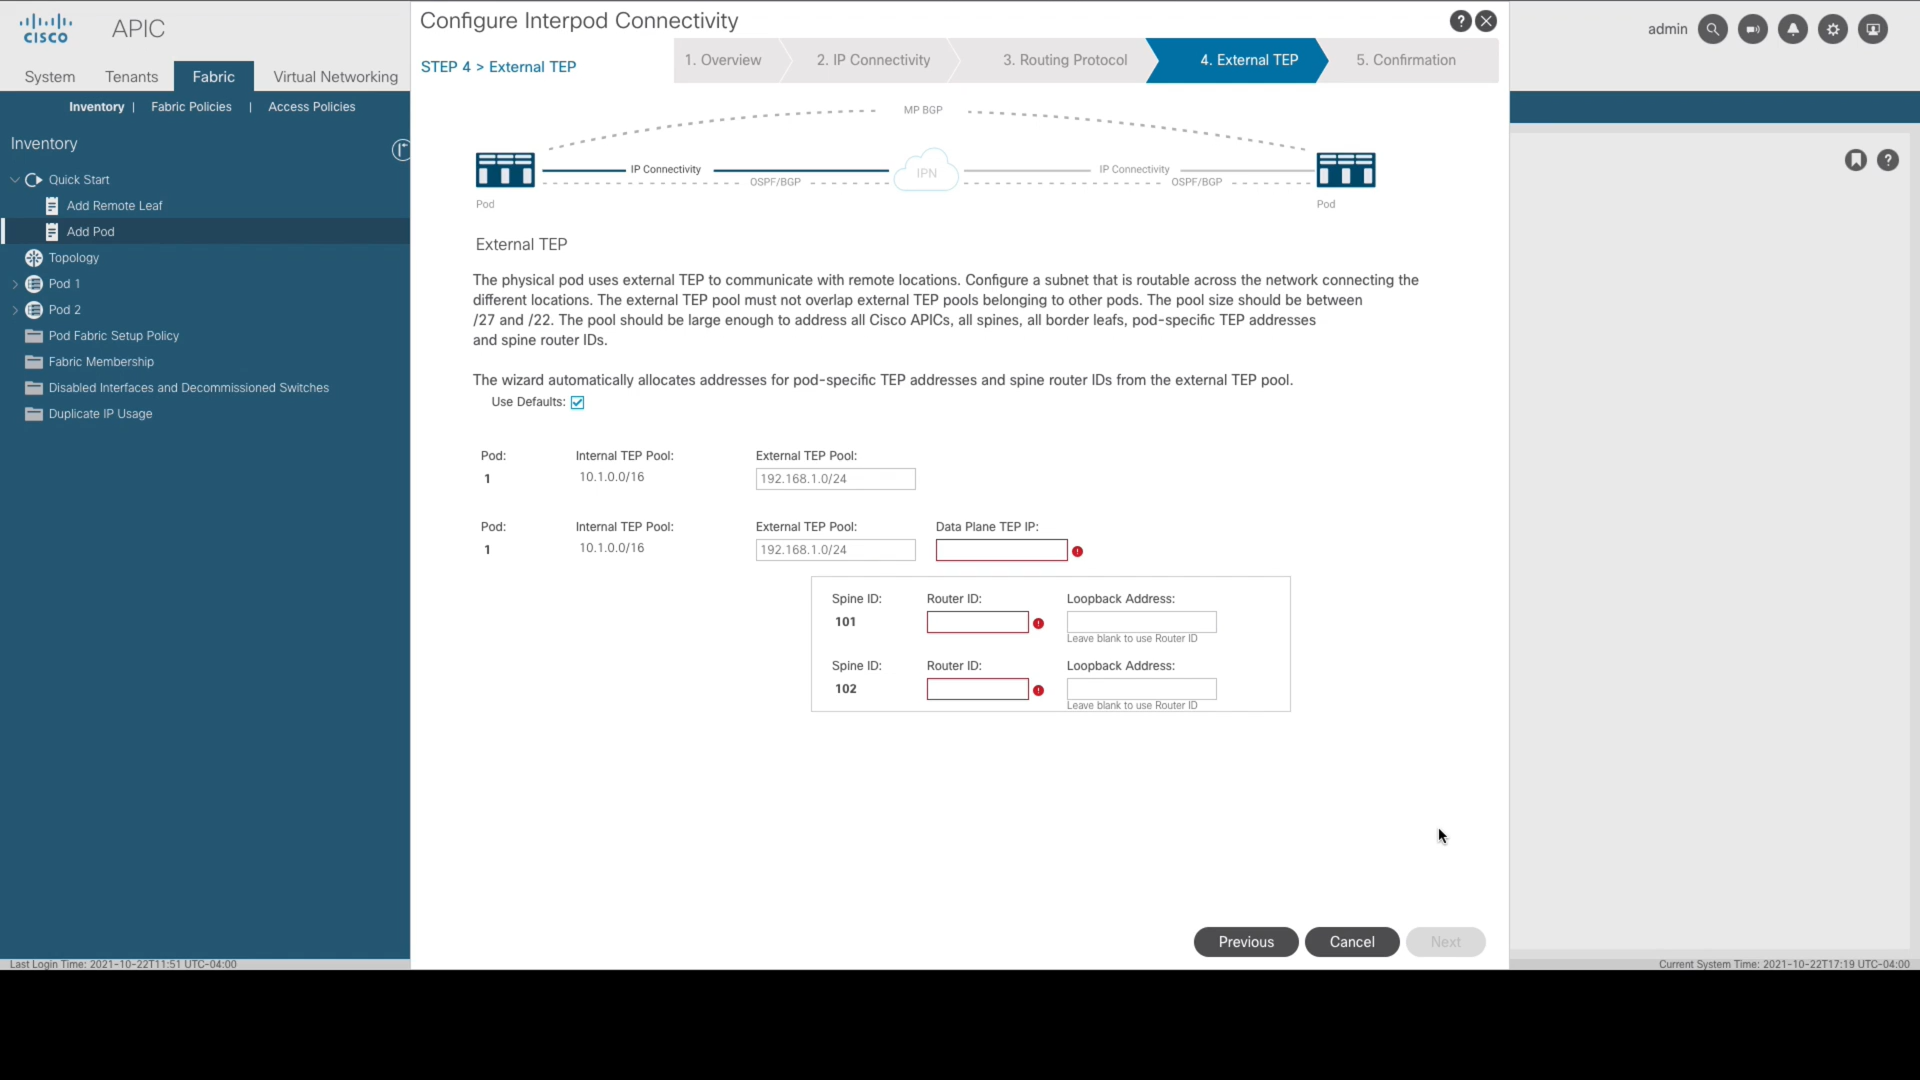 Configure Interpod Connectivity
cisco
APIC
admin
STEP 4 > External TEP
1. Overview
2. IP Connectivity
3. Routing Protocol
4. External TEP
5. Confirmation
System
Tenants
Fabric
Virtual Networking
Inventory |
Fabric Policies
|
Access Policies
Inventory
Quick Start
Add Remote Leaf
Add Pod
Topology
Pod 1
Pod 2
Pod Fabric Setup Policy
Fabric Membership
Disabled Interfaces and Decommissioned Switches
Duplicate IP Usage
MP BGP
IP Connectivity
OSPF/BGP
IPN
IP Connectivity
OSPF/BGP
Pod
Pod
External TEP
The physical pod uses external TEP to communicate with remote locations. Configure a subnet that is routable across the network connecting the
different locations. The external TEP pool must not overlap external TEP pools belonging to other pods. The pool size should be between
/27 and /22. The pool should be large enough to address all Cisco APICs, all spines, all border leafs, pod-specific TEP addresses
and spine router IDs.
The wizard automatically allocates addresses for pod-specific TEP addresses and spine router IDs from the external TEP pool.
Use Defaults:
Pod: Internal TEP Pool: External TEP Pool:
1 10.1.0.0/16 192.168.1.0/24
Pod: Internal TEP Pool: External TEP Pool: Data Plane TEP IP:
1 10.1.0.0/16 192.168.1.0/24
Spine ID: Router ID: Loopback Address:
101
Leave blank to use Router ID
Spine ID: Router ID: Loopback Address:
102
Leave blank to use Router ID
Previous
Cancel
Next
Last Login Time: 2021-10-22T11:51 UTC-04:00
Current System Time: 2021-10-22T17:19 UTC-04:00